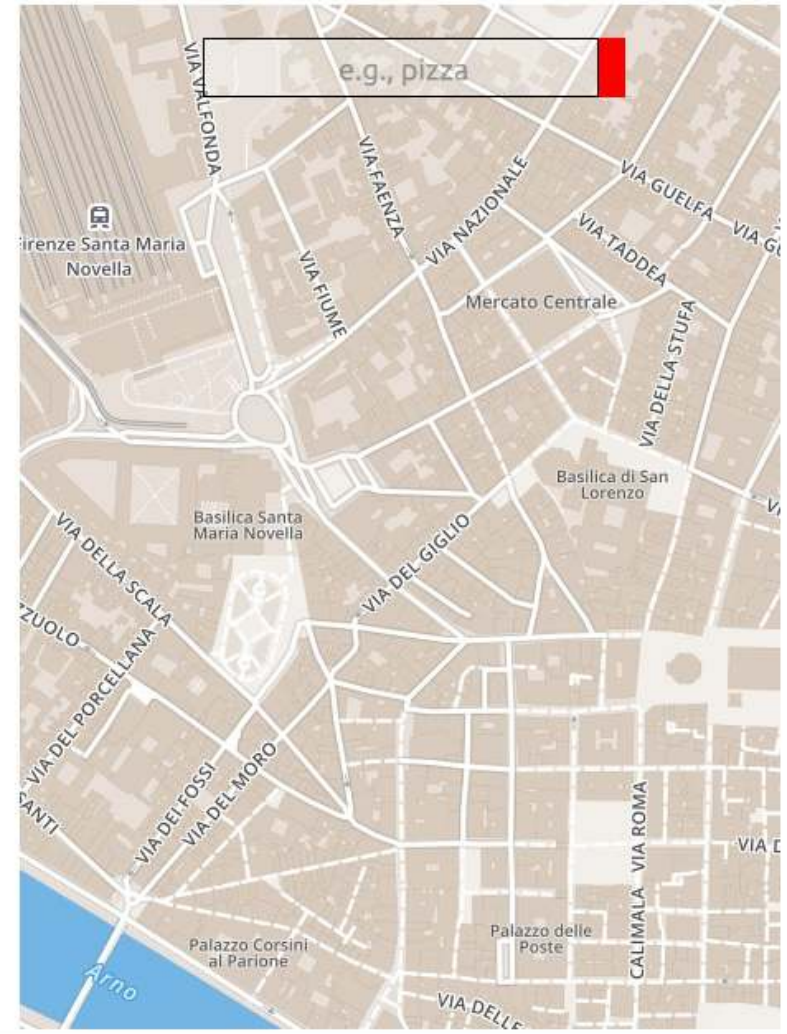 e.g., pizza
VIA VALFONDA
VIA FAENZA
VIA NAZIONALE
VIA GUELFA
VIA GU
VIA TADDEA
irenze Santa Maria
Novella
VIA FIUME
Mercato Centrale
VIA DELLA STUFA
Basilica di San
Lorenzo
VI
Basilica Santa
Maria Novella
VIA DEL GIGLIO
VIA DELLA SCALA
ZZUOLO
VIA DEL PORCELLANA
SANTI
VIA DEI FOSSI
VIA DEL MORO
VIA ROMA
CALIMALA
VIA D
Palazzo Corsini
al Parione
Palazzo delle
Poste
Arno
VIA DELLE